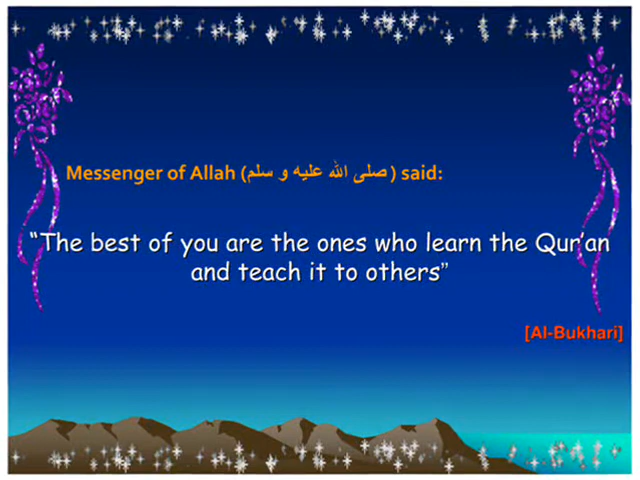 Messenger of Allah (صلى الله عليه و سلم ) said:
“The best of you are the ones who learn the Qur’an
and teach it to others”
[Al-Bukhari]